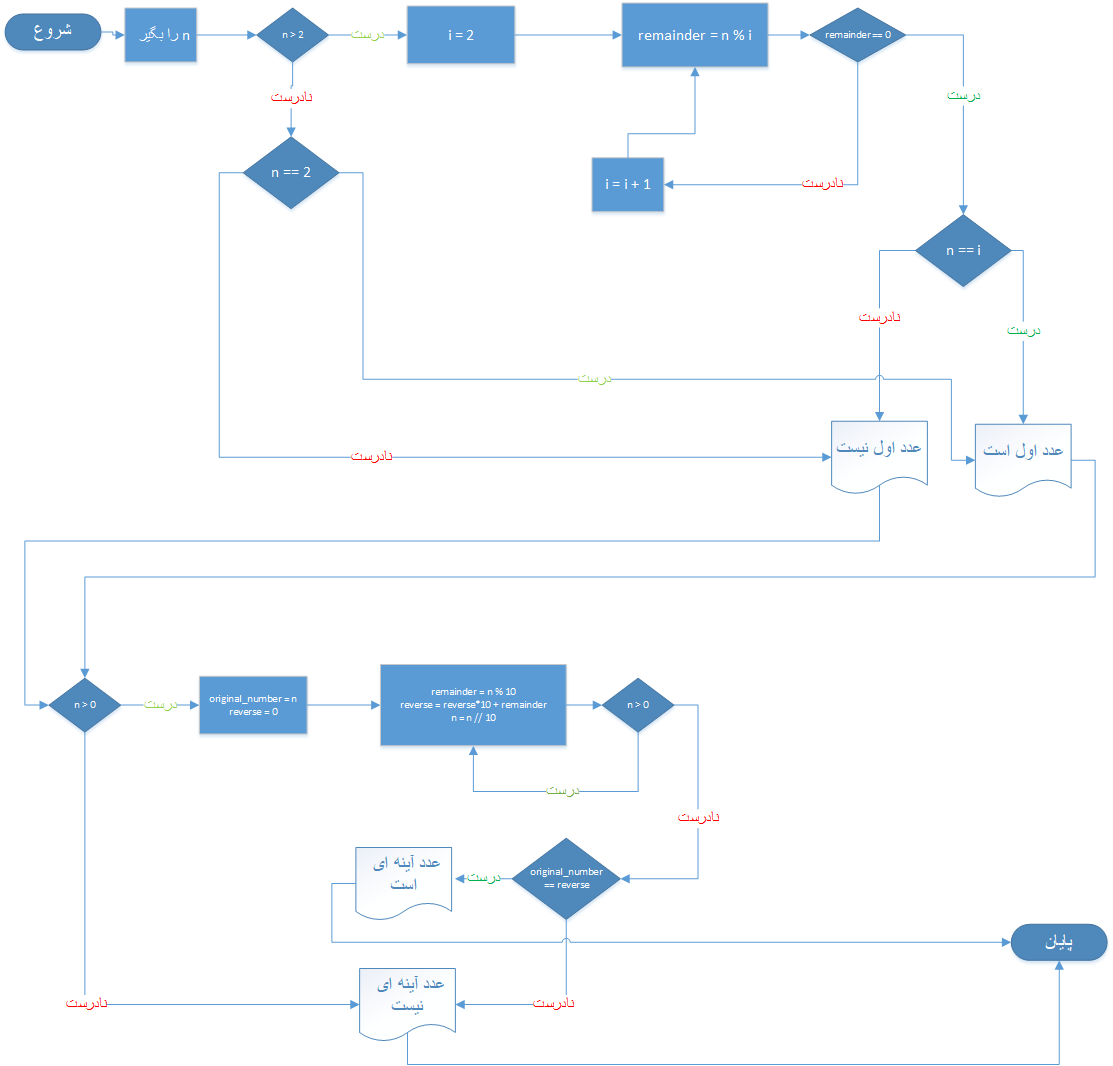 شروع
n را بگیر
n > 2
درست
i = 2
remainder = n % i
remainder == 0
نادرست
درست
n == 2
i = i + 1
نادرست
n == i
نادرست
درست
درست
نادرست
عدد اول نیست
عدد اول است
n > 0
درست
original_number = n
reverse = 0
remainder = n % 10
reverse = reverse*10 + remainder
n = n // 10
n > 0
درست
نادرست
original_number
== reverse
درست
عدد آینه ای
است
پایان
نادرست
عدد آینه ای
نیست
نادرست